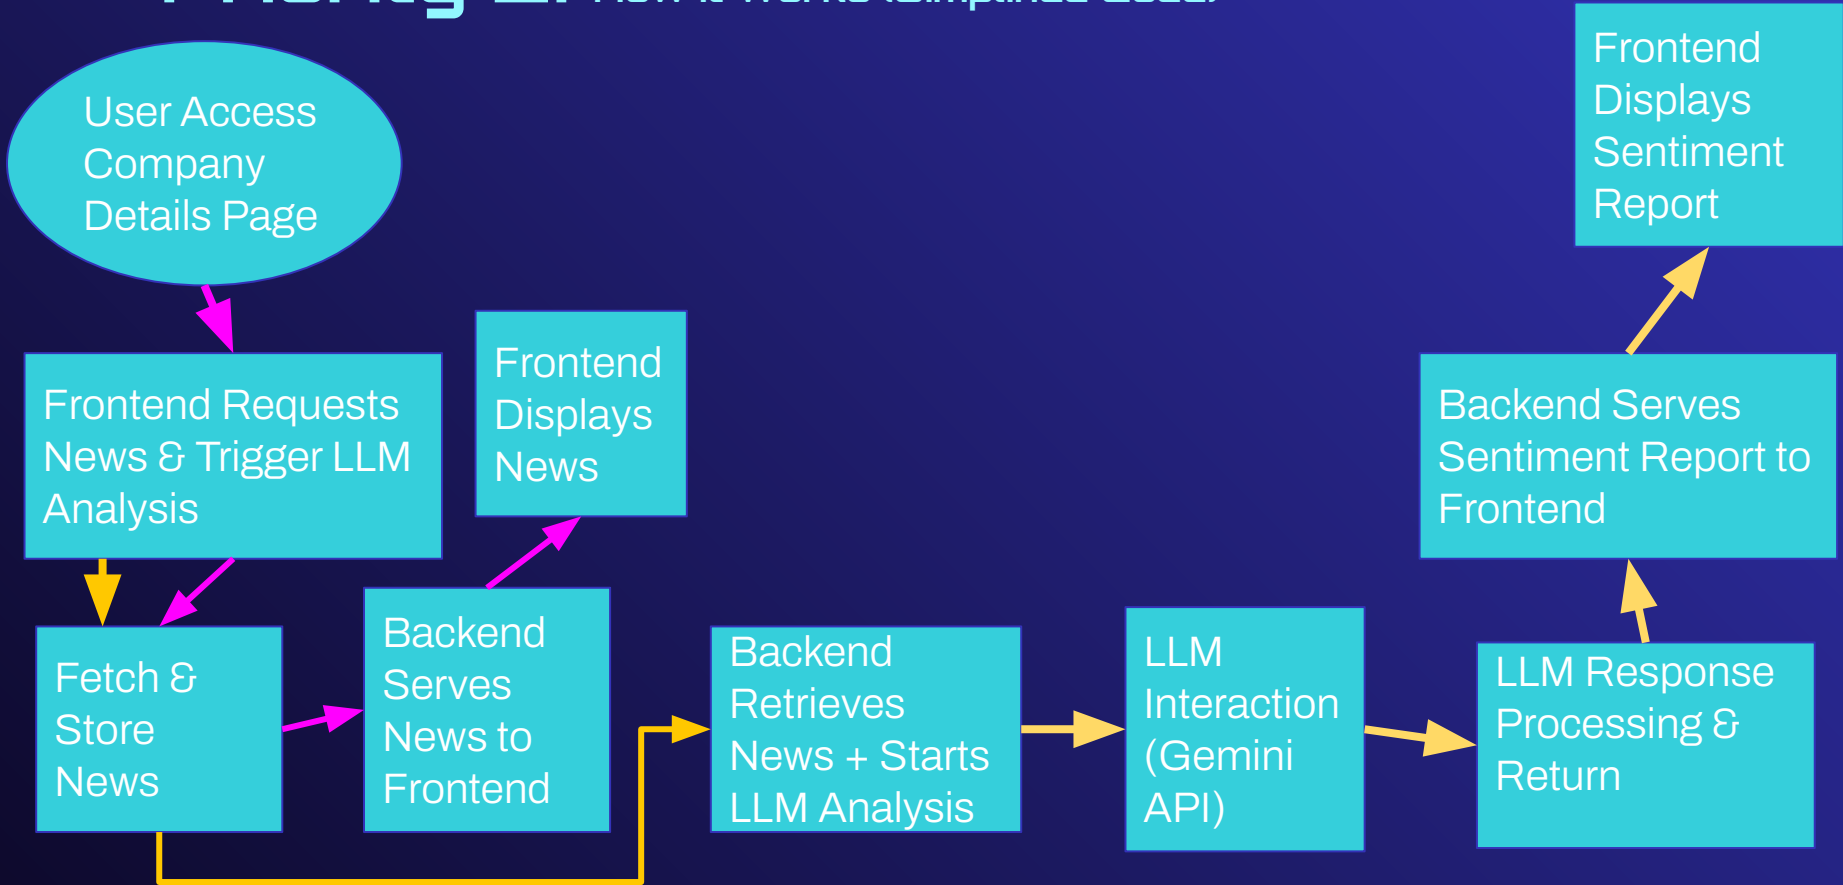 User Access
Company
Details Page
Frontend Requests
News & Trigger LLM
Analysis
Fetch &
Store
News
Backend
Serves
News to
Frontend
Frontend
Displays
News
Backend
Retrieves
News + Starts
LLM Analysis
LLM
Interaction
(Gemini
API)
LLM Response
Processing &
Return
Backend Serves
Sentiment Report to
Frontend
Frontend
Displays
Sentiment
Report